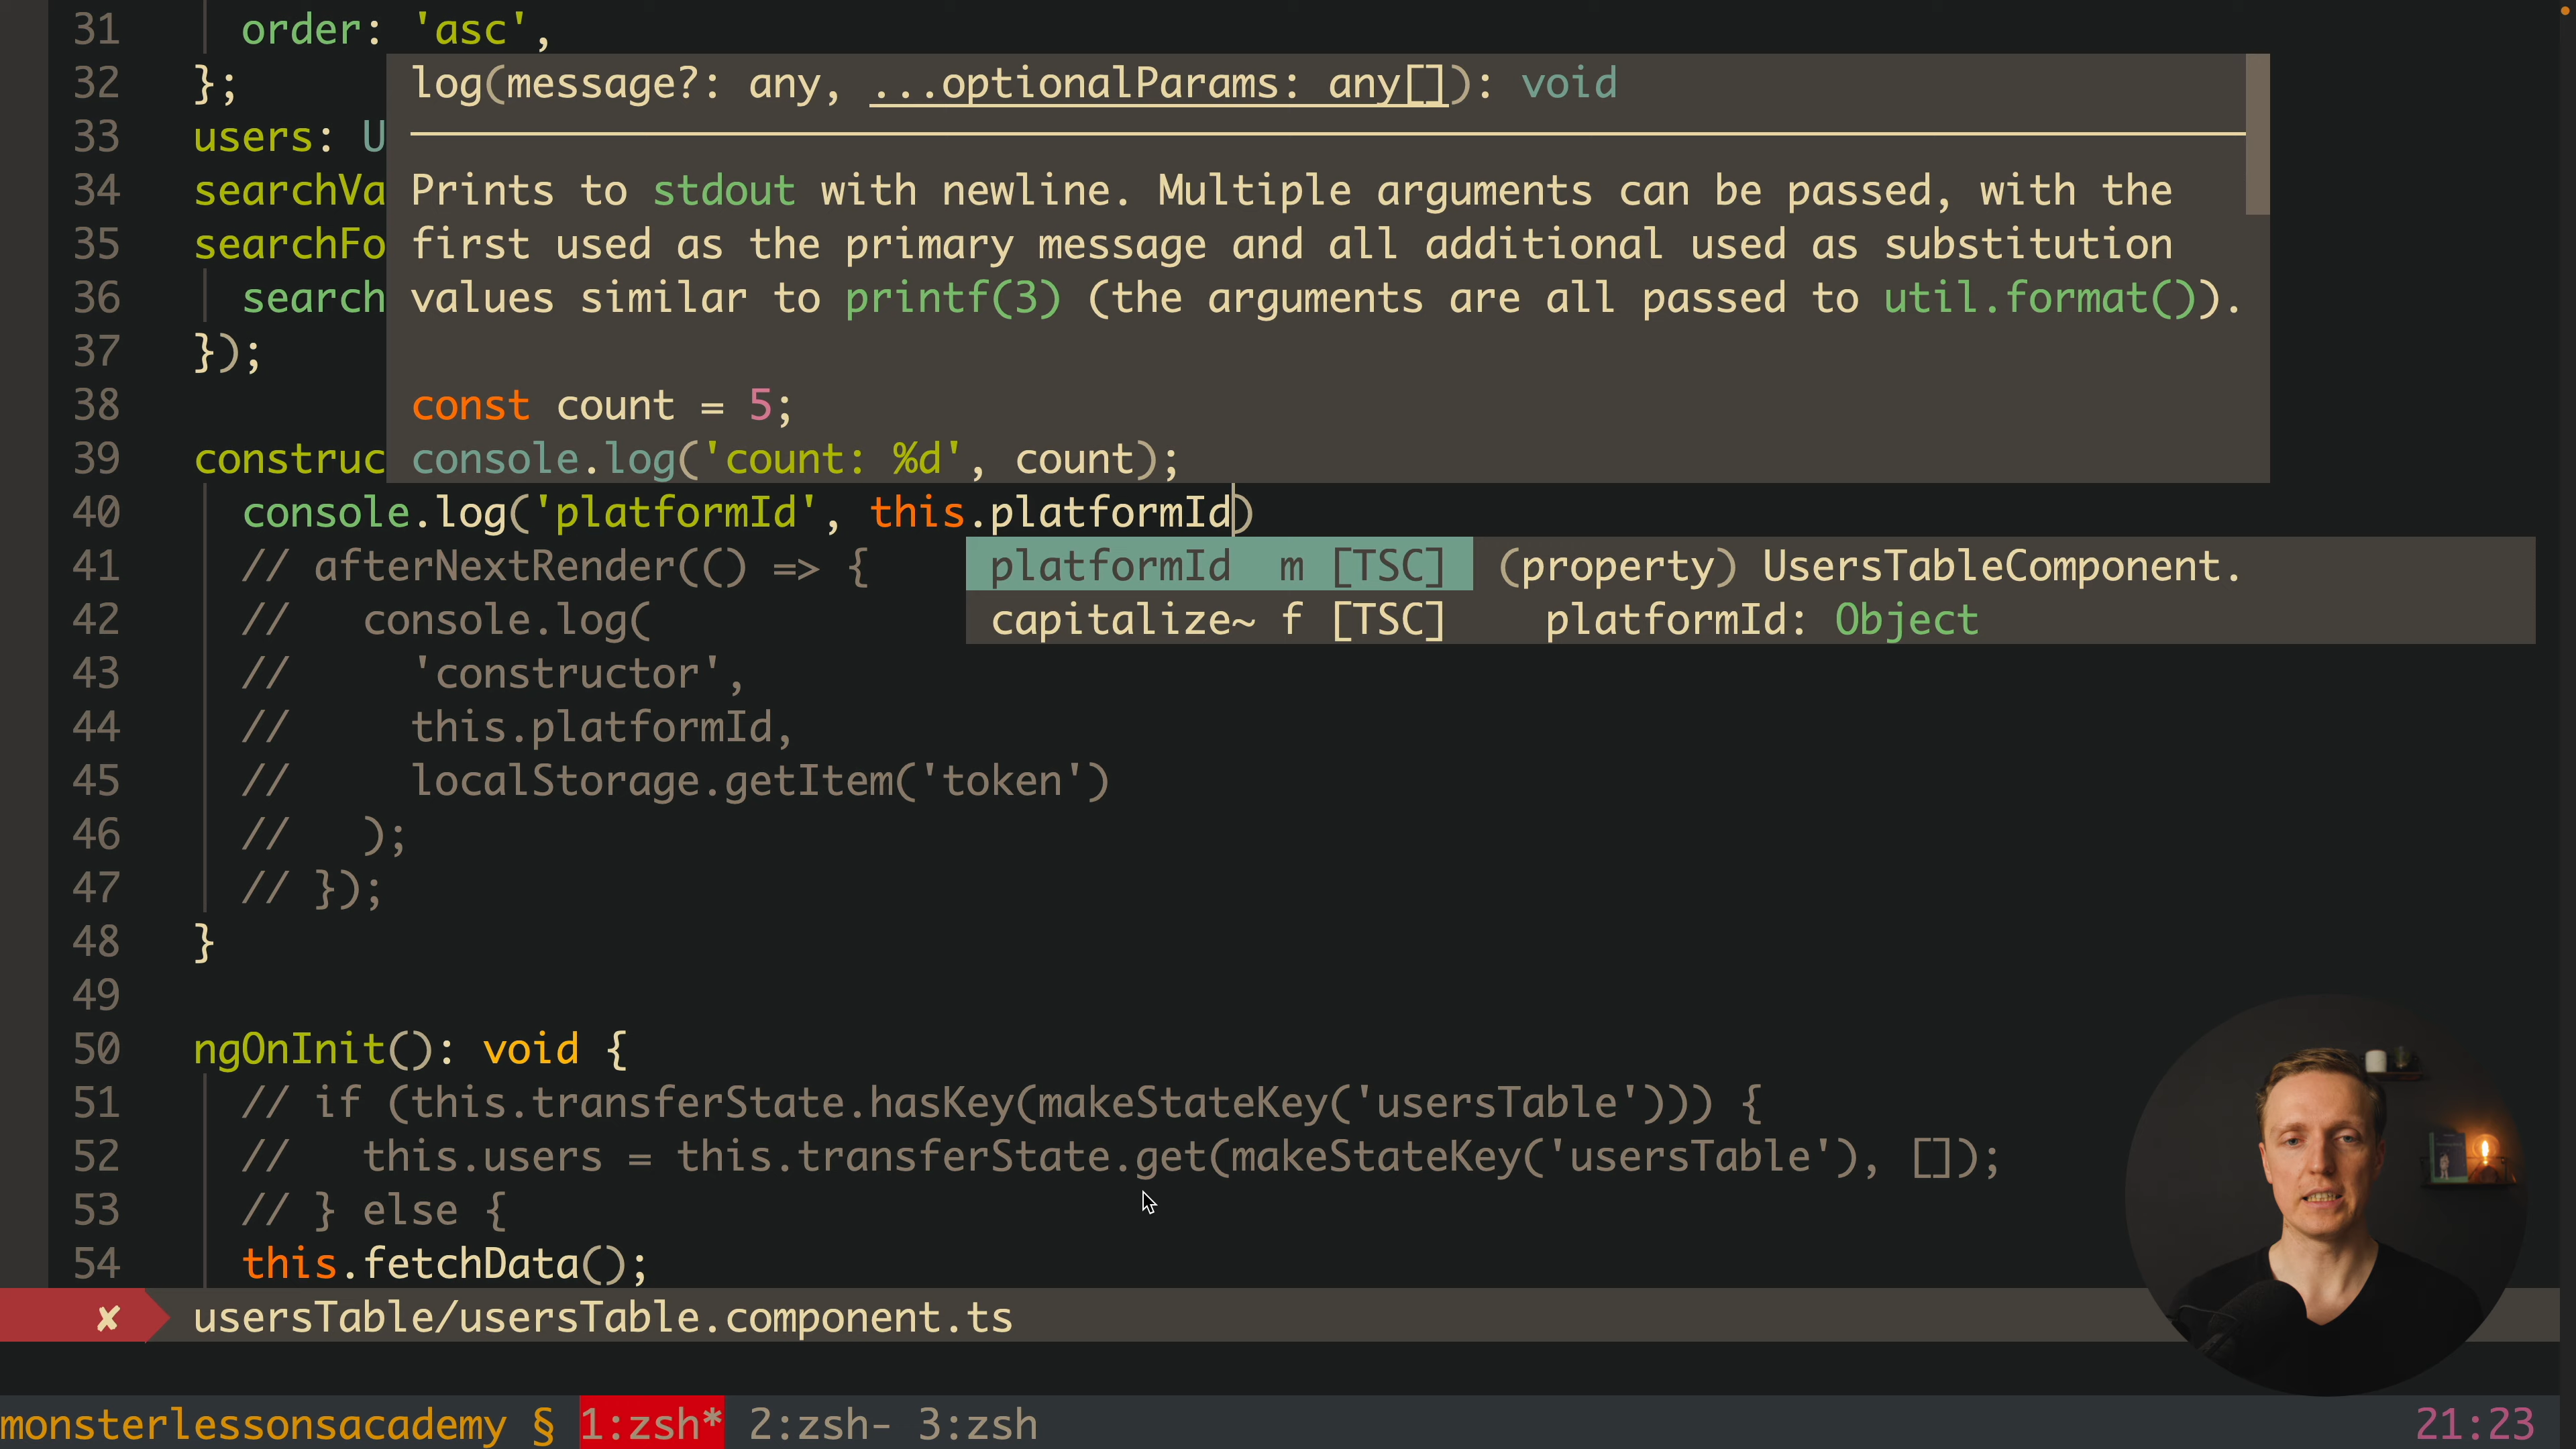 31 order: 'asc',
32 };
log(message?: any, ...optionalParams: any[]): void
33 users: U
34 searchVa
Prints to stdout with newline. Multiple arguments can be passed, with the
35 searchFo
first used as the primary message and all additional used as substitution
36 search
values similar to printf(3) (the arguments are all passed to util.format()).
37 });
38
const count = 5;
39 construc
console.log('count: %d', count);
40 console.log('platformId', this.platformId)
41 // afterNextRender(() => {
platformId m [TSC] (property) UsersTableComponent.
42 // console.log(
capitalize~ f [TSC] platformId: Object
43 // 'constructor',
44 // this.platformId,
45 // localStorage.getItem('token')
46 // );
47 // });
48 }
49
50 ngOnInit(): void {
51 // if (this.transferState.hasKey(makeStateKey('usersTable'))) {
52 // this.users = this.transferState.get(makeStateKey('usersTable'), []);
53 // } else {
54 this.fetchData();
✘ usersTable/usersTable.component.ts
monsterlessonsacademy § 1:zsh* 2:zsh- 3:zsh 21:23